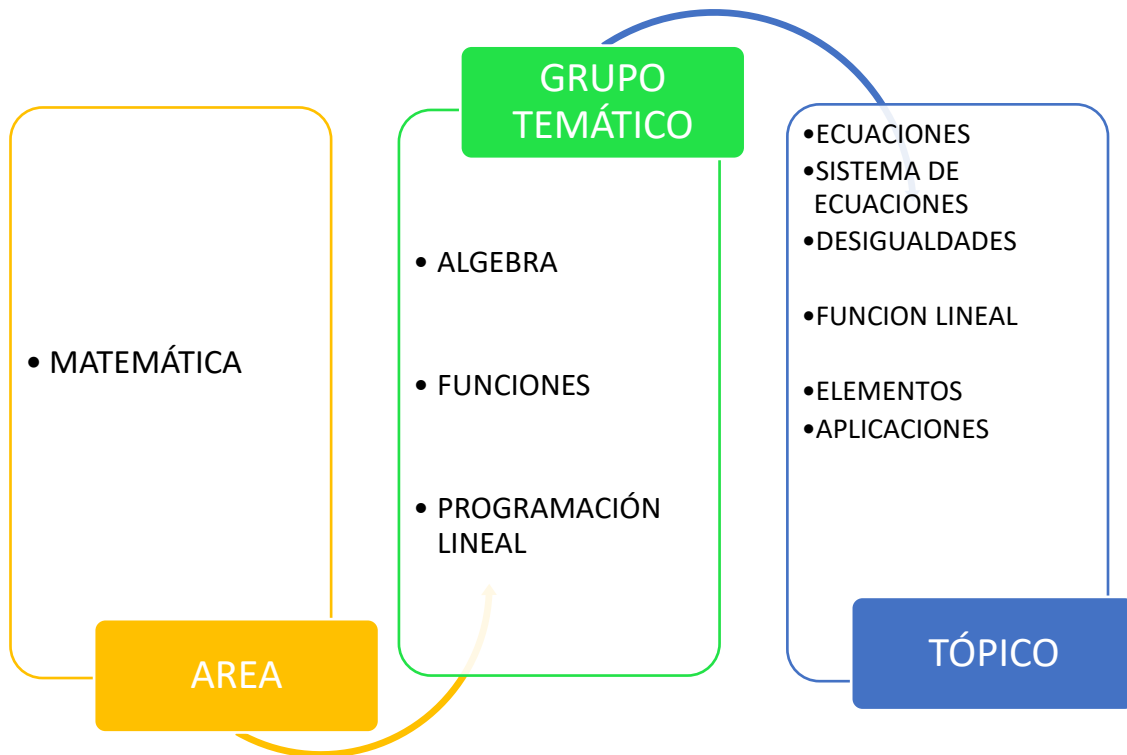 • MATEMÁTICA
AREA
GRUPO
TEMÁTICO
• ALGEBRA
• FUNCIONES
• PROGRAMACIÓN
LINEAL
•ECUACIONES
•SISTEMA DE
ECUACIONES
•DESIGUALDADES
•FUNCION LINEAL
•ELEMENTOS
•APLICACIONES
TÓPICO